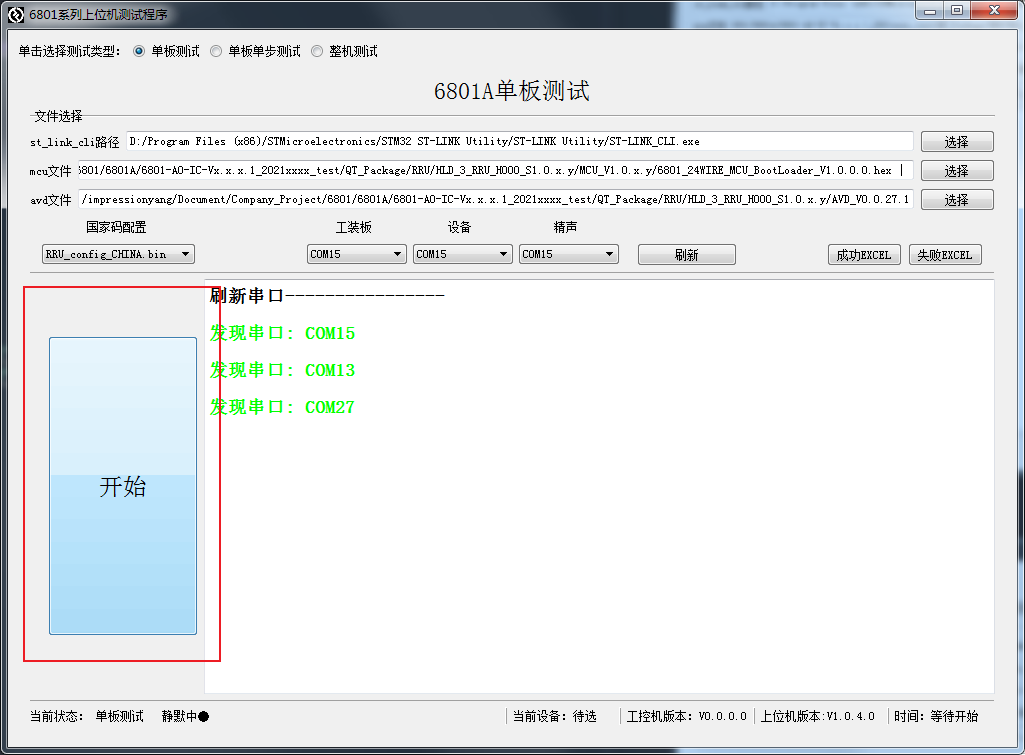 6801系列上位机测试程序
单击选择测试类型： 单板测试 单板单步测试 整机测试
6801A单板测试
文件选择
st_link_cli路径 D:/Program Files (x86)/STMicroelectronics/STM32 ST-LINK Utility/ST-LINK Utility/ST-LINK_CLI.exe 选择
mcu文件 6801/6801A/6801-AO-IC-Vx.x.x.1_2021xxxx_test/QT_Package/RRU/HLD_3_RRU_H000_S1.0.x.y/MCU_V1.0.x.y/6801_24WIRE_MCU_BootLoader_V1.0.0.0.hex 选择
avd文件 /impressionyang/Document/Company_Project/6801/6801A/6801-AO-IC-Vx.x.x.1_2021xxxx_test/QT_Package/RRU/HLD_3_RRU_H000_S1.0.x.y/AVD_V0.0.27.1 选择
国家码配置 工装板 设备 精声
RRU_config_CHINA.bin COM15 COM15 COM15 刷新 成功EXCEL 失败EXCEL
刷新串口----------------
发现串口: COM15
发现串口: COM13
发现串口: COM27
开始
当前状态： 单板测试 静默中● 当前设备：待选 工控机版本：V0.0.0.0 上位机版本:V1.0.4.0 时间：等待开始